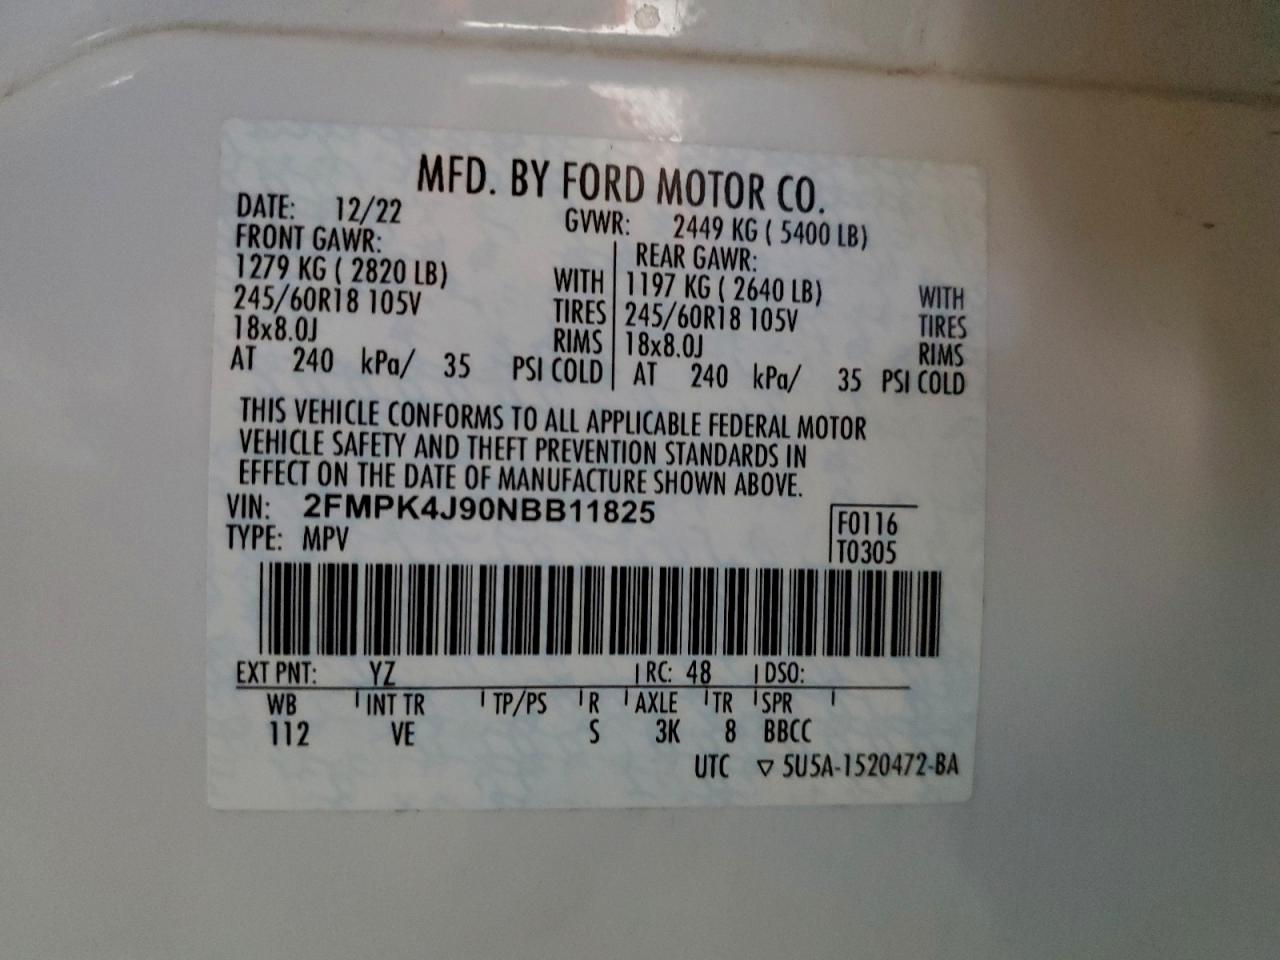 MFD. BY FORD MOTOR CO.
DATE: 12/22 GVWR: 2449 KG ( 5400 LB)
FRONT GAWR: REAR GAWR:
1279 KG ( 2820 LB) WITH 1197 KG ( 2640 LB) WITH
245/60R18 105V TIRES 245/60R18 105V TIRES
18x8.0J RIMS 18x8.0J RIMS
AT 240 kPa/ 35 PSI COLD AT 240 kPa/ 35 PSI COLD
THIS VEHICLE CONFORMS TO ALL APPLICABLE FEDERAL MOTOR
VEHICLE SAFETY AND THEFT PREVENTION STANDARDS IN
EFFECT ON THE DATE OF MANUFACTURE SHOWN ABOVE.
VIN: 2FMPK4J90NBB11825 F0116
TYPE: MPV T0305
EXT PNT: YZ RC: 48 DSO:
WB INT TR TP/PS R AXLE TR SPR
112 VE S 3K 8 BBCC
UTC ▽ 5U5A-1520472-BA